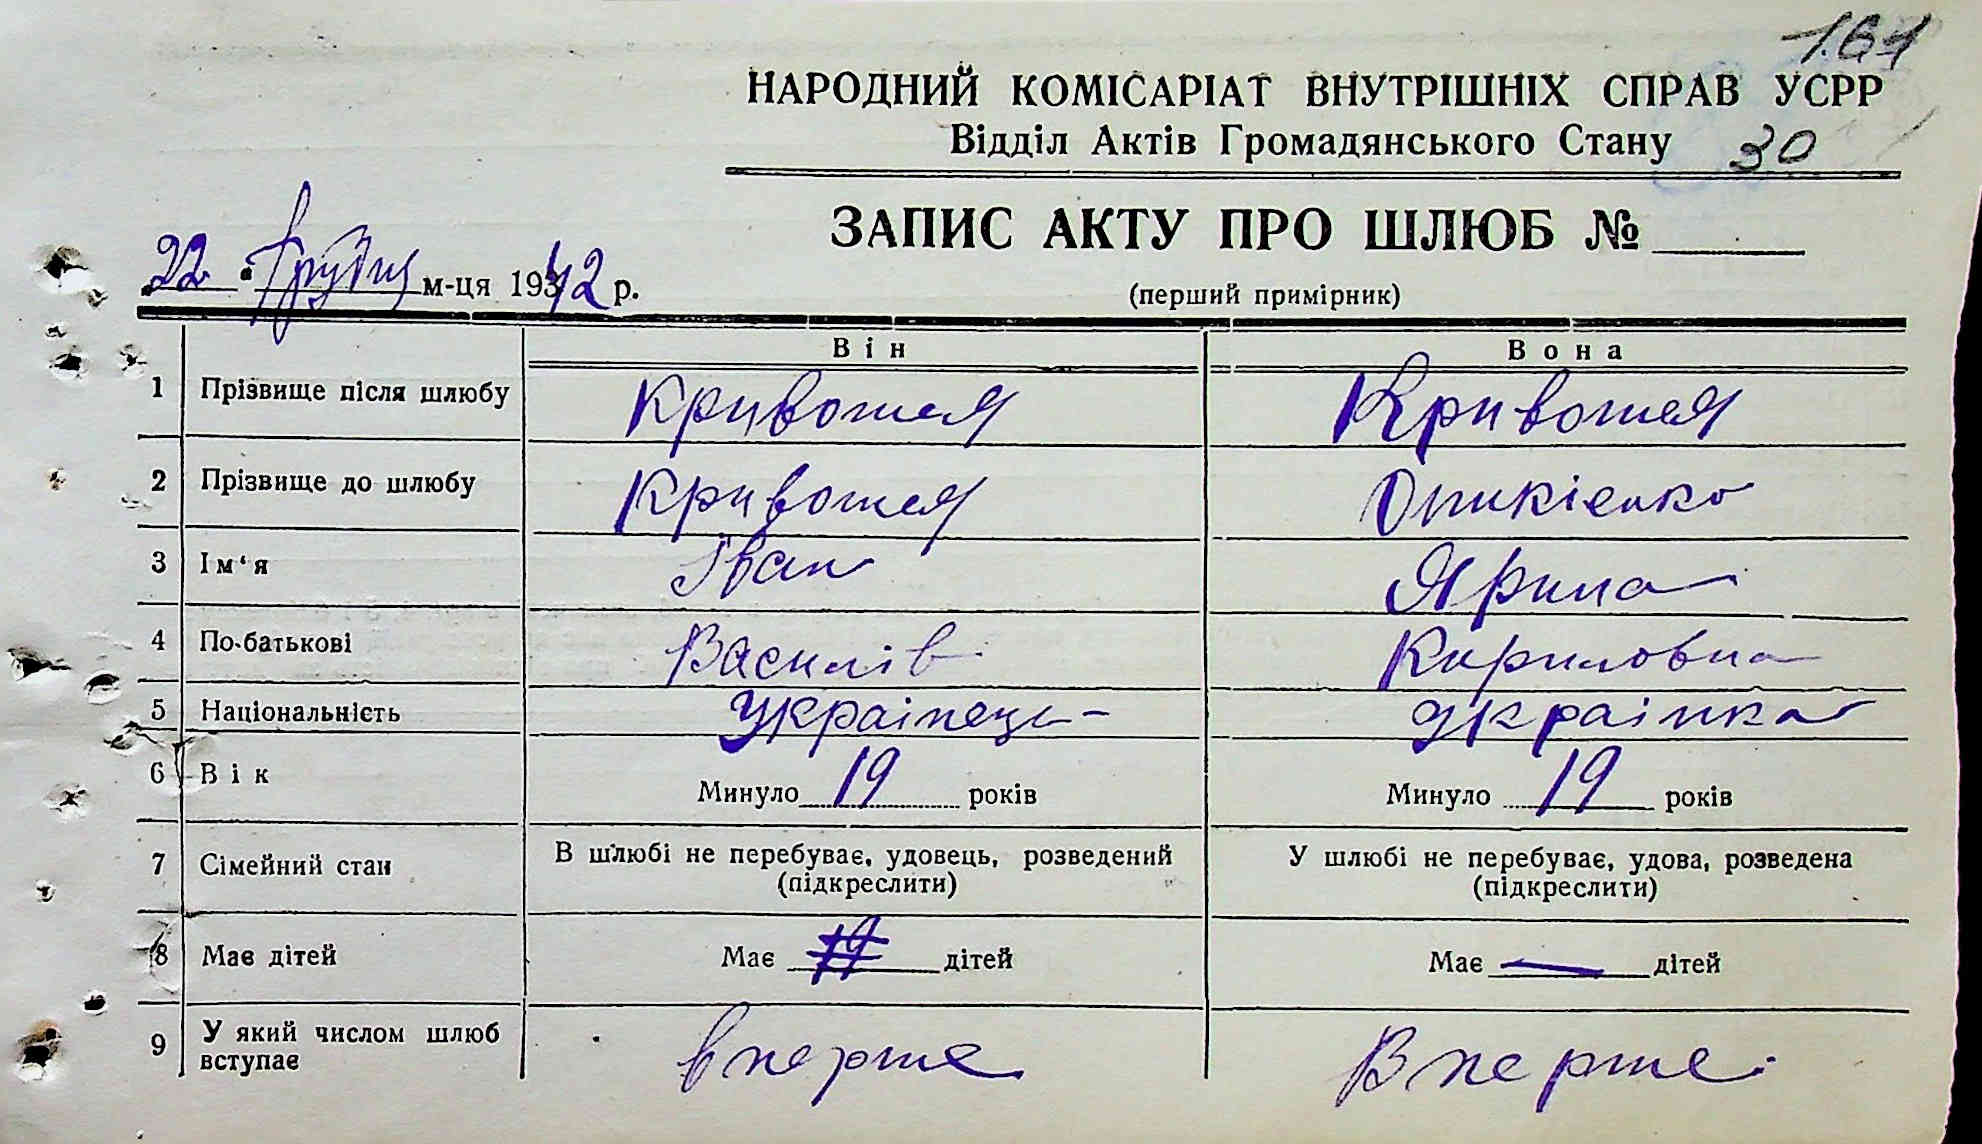 164
НАРОДНИЙ КОМІСАРІАТ ВНУТРІШНІХ СПРАВ УСРР
Відділ Актів Громадянського Стану 30
ЗАПИС АКТУ ПРО ШЛЮБ №
22 Грудня м-ця 1942 р.
(перший примірник)
Він Вона
1 Прізвище після шлюбу Кривошея Кривошея
2 Прізвище до шлюбу Кривошея
3 Ім'я Іван Ярина
4 По-батькові Василів Кириловна
5 Національність Українець Українка
6 Вік Минуло 19 років Минуло 19 років
7 Сімейний стан В шлюбі не перебуває, удовець, розведений У шлюбі не перебуває, удова, розведена
(підкреслити) (підкреслити)
8 Має дітей Має 19 дітей Має — дітей
9 У який числом шлюб вступає вперше Вперше